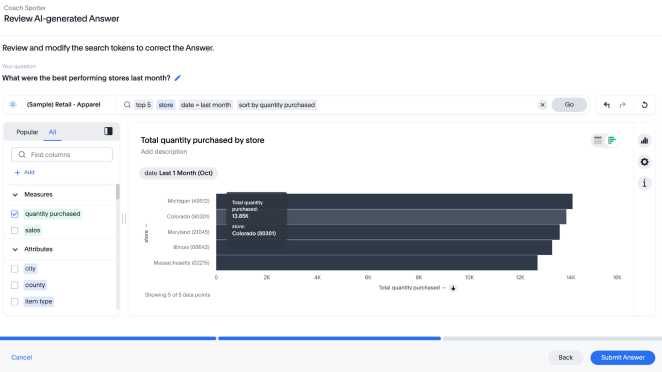 Coach Spotter
Review AI-generated Answer
Review and modify the search tokens to correct the Answer.
Your question
What were the best performing stores last month?
(Sample) Retail - Apparel
top 5 store date = last month sort by quantity purchased
Go
Popular All
Find columns
+ Add
Measures
quantity purchased
sales
Attributes
city
county
item type
Total quantity purchased by store
Add description
date Last 1 Month (Oct)
store
Michigan (49512)
Colorado (80301)
Maryland (21045)
Illinois (60642)
Massachusetts (02215)
Total quantity
purchased:
13.85K
store:
Colorado (80301)
0 2K 4K 6K 8K 10K 12K 14K 16K
Total quantity purchased
Showing 5 of 5 data points
Cancel
Back
Submit Answer